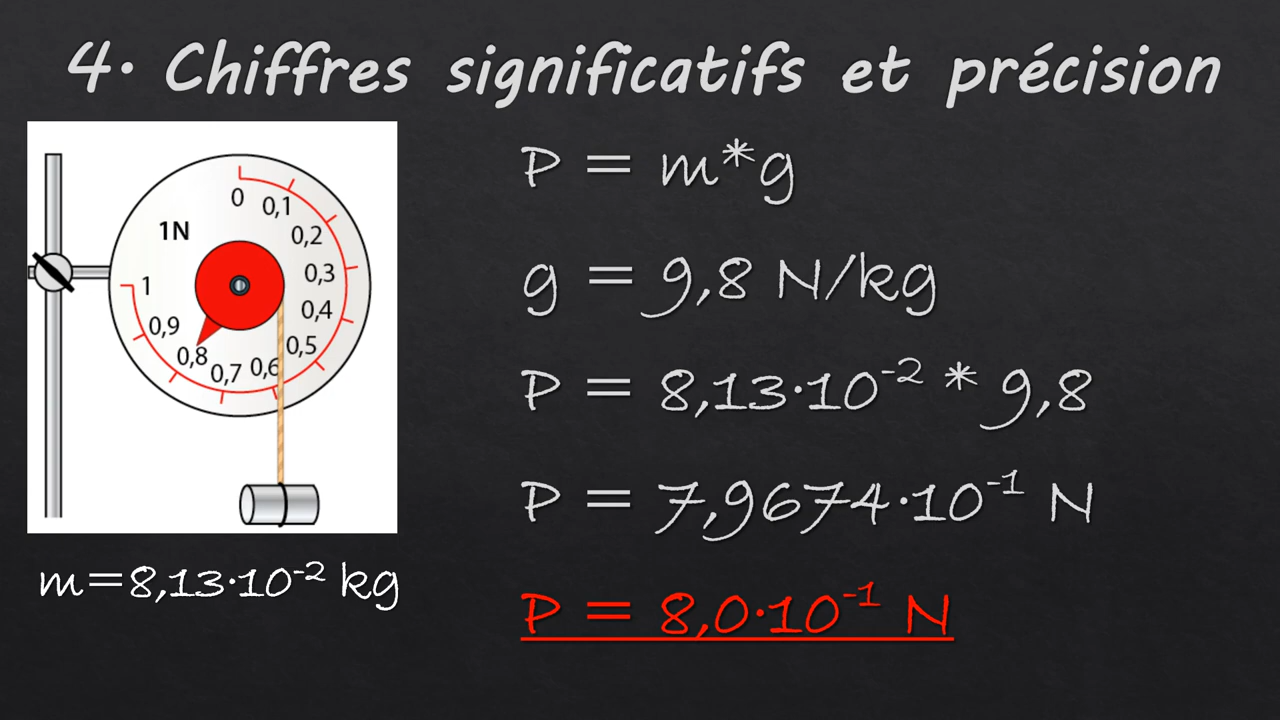 4. Chiffres significatifs et précision
1N
0
0,1
0,2
0,3
0,4
0,5
0,6
0,7
0,8
0,9
1
m=8,13·10⁻² kg
P = m*g
g = 9,8 N/kg
P = 8,13·10⁻² * 9,8
P = 7,9674·10⁻¹ N
P = 8,0·10⁻¹ N